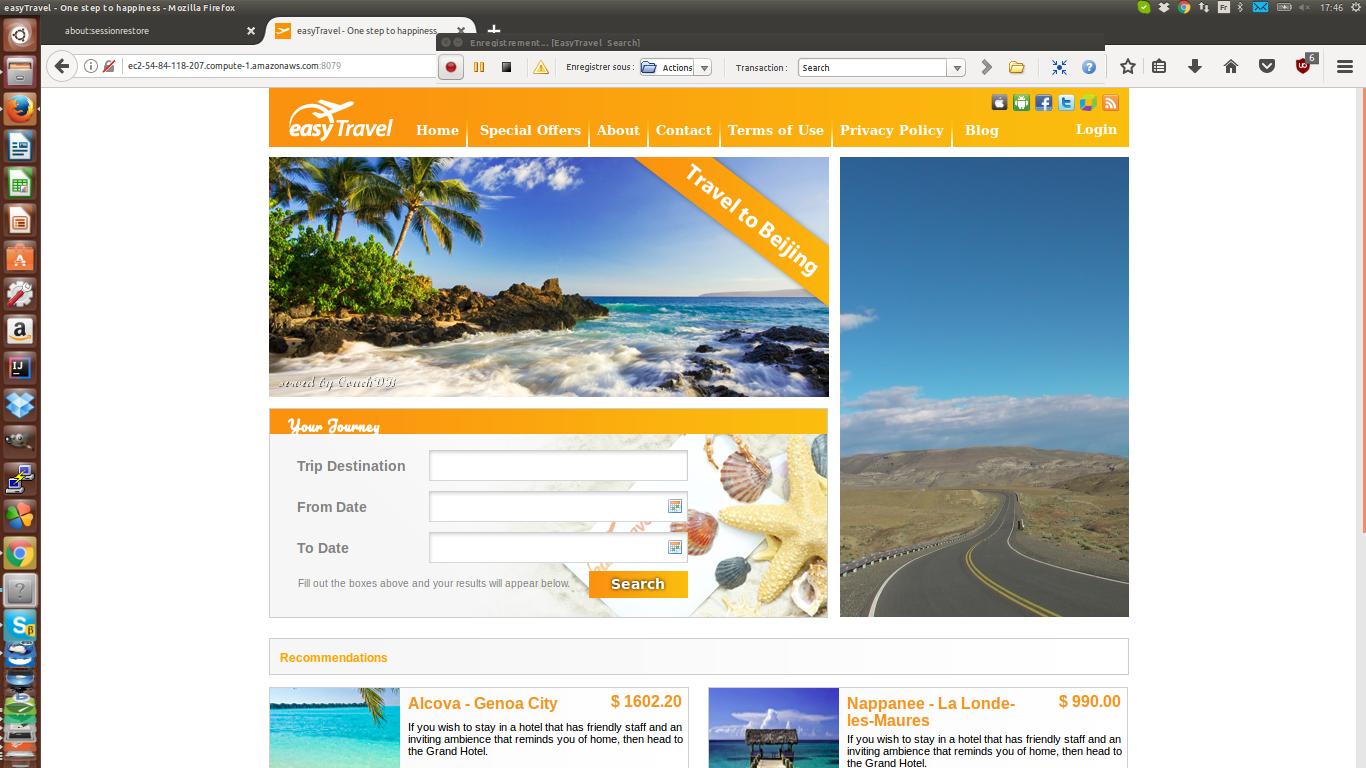 easyTravel - One step to happiness - Mozilla Firefox
Fr
17:46
about:sessionrestore
easyTravel - One step to happiness
Enregistrement... [EasyTravel Search]
ec2-54-84-118-207.compute-1.amazonaws.com:8079
Enregistrer sous :
Actions
Transaction :
Search
6
easyTravel
Home
Special Offers
About
Contact
Terms of Use
Privacy Policy
Blog
Login
Travel to Beijing
served by CouchDB
Your Journey
Trip Destination
From Date
To Date
Fill out the boxes above and your results will appear below.
Search
Recommendations
Alcova - Genoa City
$ 1602.20
If you wish to stay in a hotel that has friendly staff and an
inviting ambience that reminds you of home, then head to
the Grand Hotel.
Nappanee - La Londe-
les-Maures
$ 990.00
If you wish to stay in a hotel that has friendly staff and an
inviting ambience that reminds you of home, then head to
the Grand Hotel.